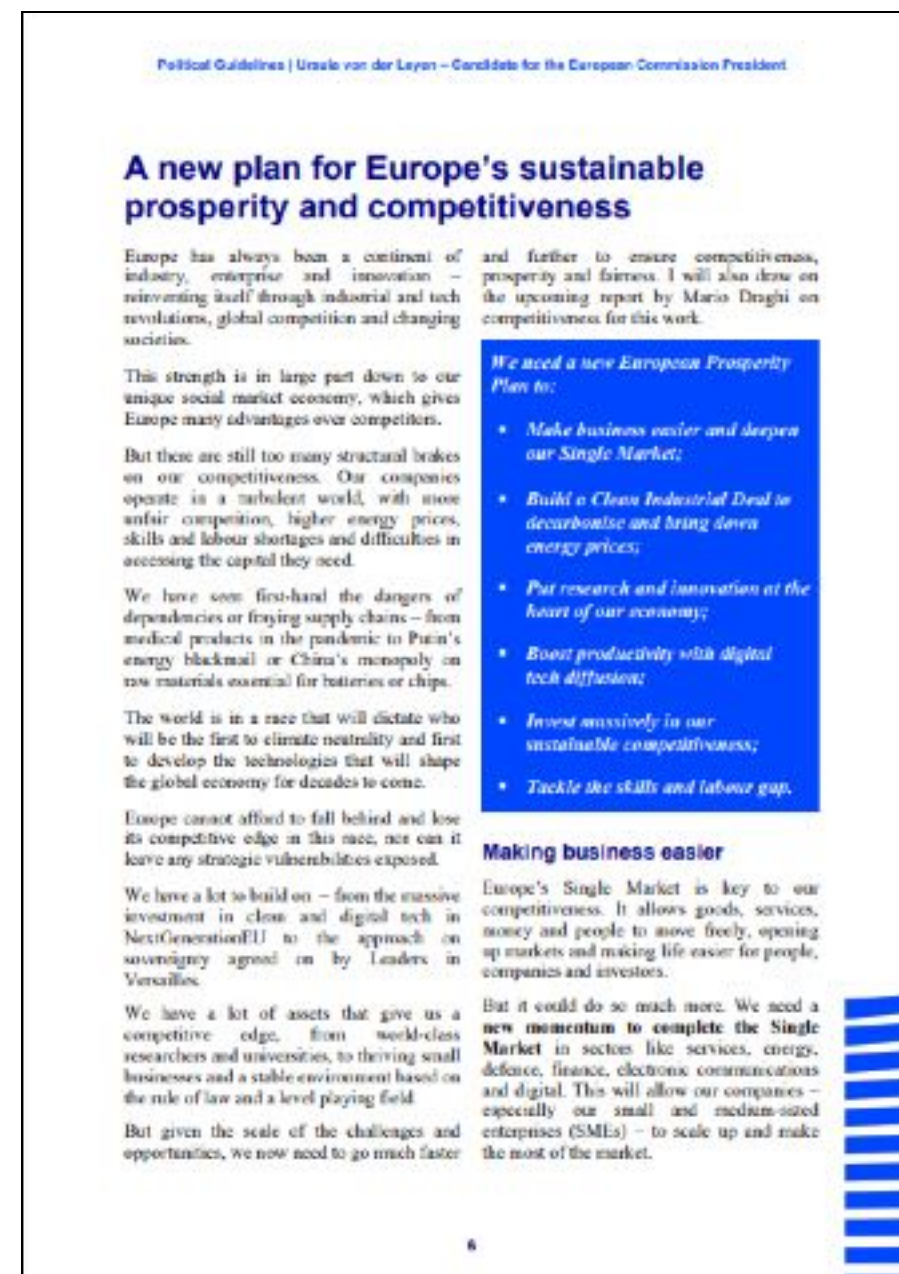 Political Guidelines | Ursula von der Leyen – Candidate for the European Commission President
A new plan for Europe's sustainable
prosperity and competitiveness
Europe has always been a continent of
industry, enterprise and innovation –
reinventing itself through industrial and tech
revolutions, global competition and changing
societies.
This strength is in large part down to our
unique social market economy, which gives
Europe many advantages over competitors.
But there are still too many structural brakes
on our competitiveness. Our companies
operate in a turbulent world, with more
unfair competition, higher energy prices,
skills and labour shortages and difficulties in
accessing the capital they need.
We have seen first-hand the dangers of
dependencies or fraying supply chains – from
medical products in the pandemic to Putin's
energy blackmail or China's monopoly on
raw materials essential for batteries or chips.
The world is in a race that will dictate who
will be the first to climate neutrality and first
to develop the technologies that will shape
the global economy for decades to come.
Europe cannot afford to fall behind and lose
its competitive edge in this race, nor can it
leave any strategic vulnerabilities exposed.
We have a lot to build on – from the massive
investment in clean and digital tech in
NextGenerationEU to the approach on
sovereignty agreed on by Leaders in
Versailles.
We have a lot of assets that give us a
competitive edge, from world-class
researchers and universities, to thriving small
businesses and a stable environment based on
the rule of law and a level playing field.
But given the scale of the challenges and
opportunities, we now need to go much faster
and further to ensure competitiveness,
prosperity and fairness. I will also draw on
the upcoming report by Mario Draghi on
competitiveness for this work.
We need a new European Prosperity
Plan to:
• Make business easier and deepen
our Single Market;
• Build a Clean Industrial Deal to
decarbonise and bring down
energy prices;
• Put research and innovation at the
heart of our economy;
• Boost productivity with digital
tech diffusion;
• Invest massively in our
sustainable competitiveness;
• Tackle the skills and labour gap.
Making business easier
Europe's Single Market is key to our
competitiveness. It allows goods, services,
money and people to move freely, opening
up markets and making life easier for people,
companies and investors.
But it could do so much more. We need a
new momentum to complete the Single
Market in sectors like services, energy,
defence, finance, electronic communications
and digital. This will allow our companies –
especially our small and medium-sized
enterprises (SMEs) – to scale up and make
the most of the market.
6